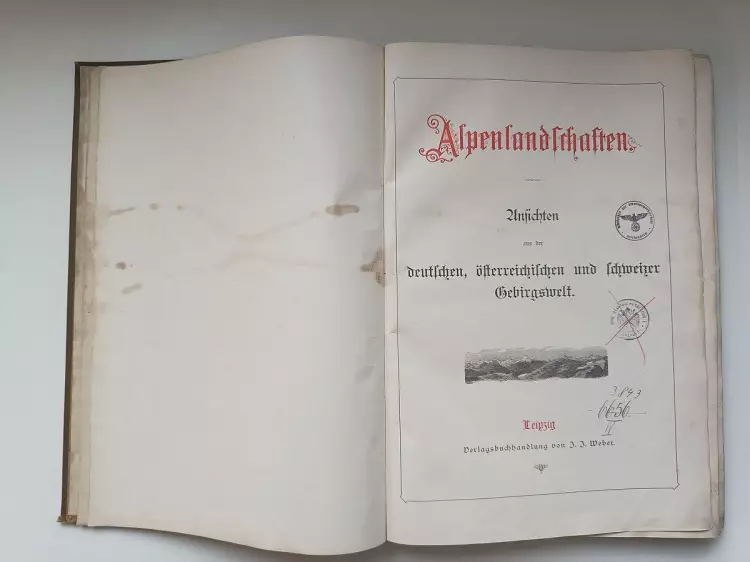 Alpenlandschaften.
Ansichten
aus der
deutschen, österreichischen und schweizer
Gebirgswelt.
3843
6656
II
Leipzig
Verlagsbuchhandlung von J. J. Weber.